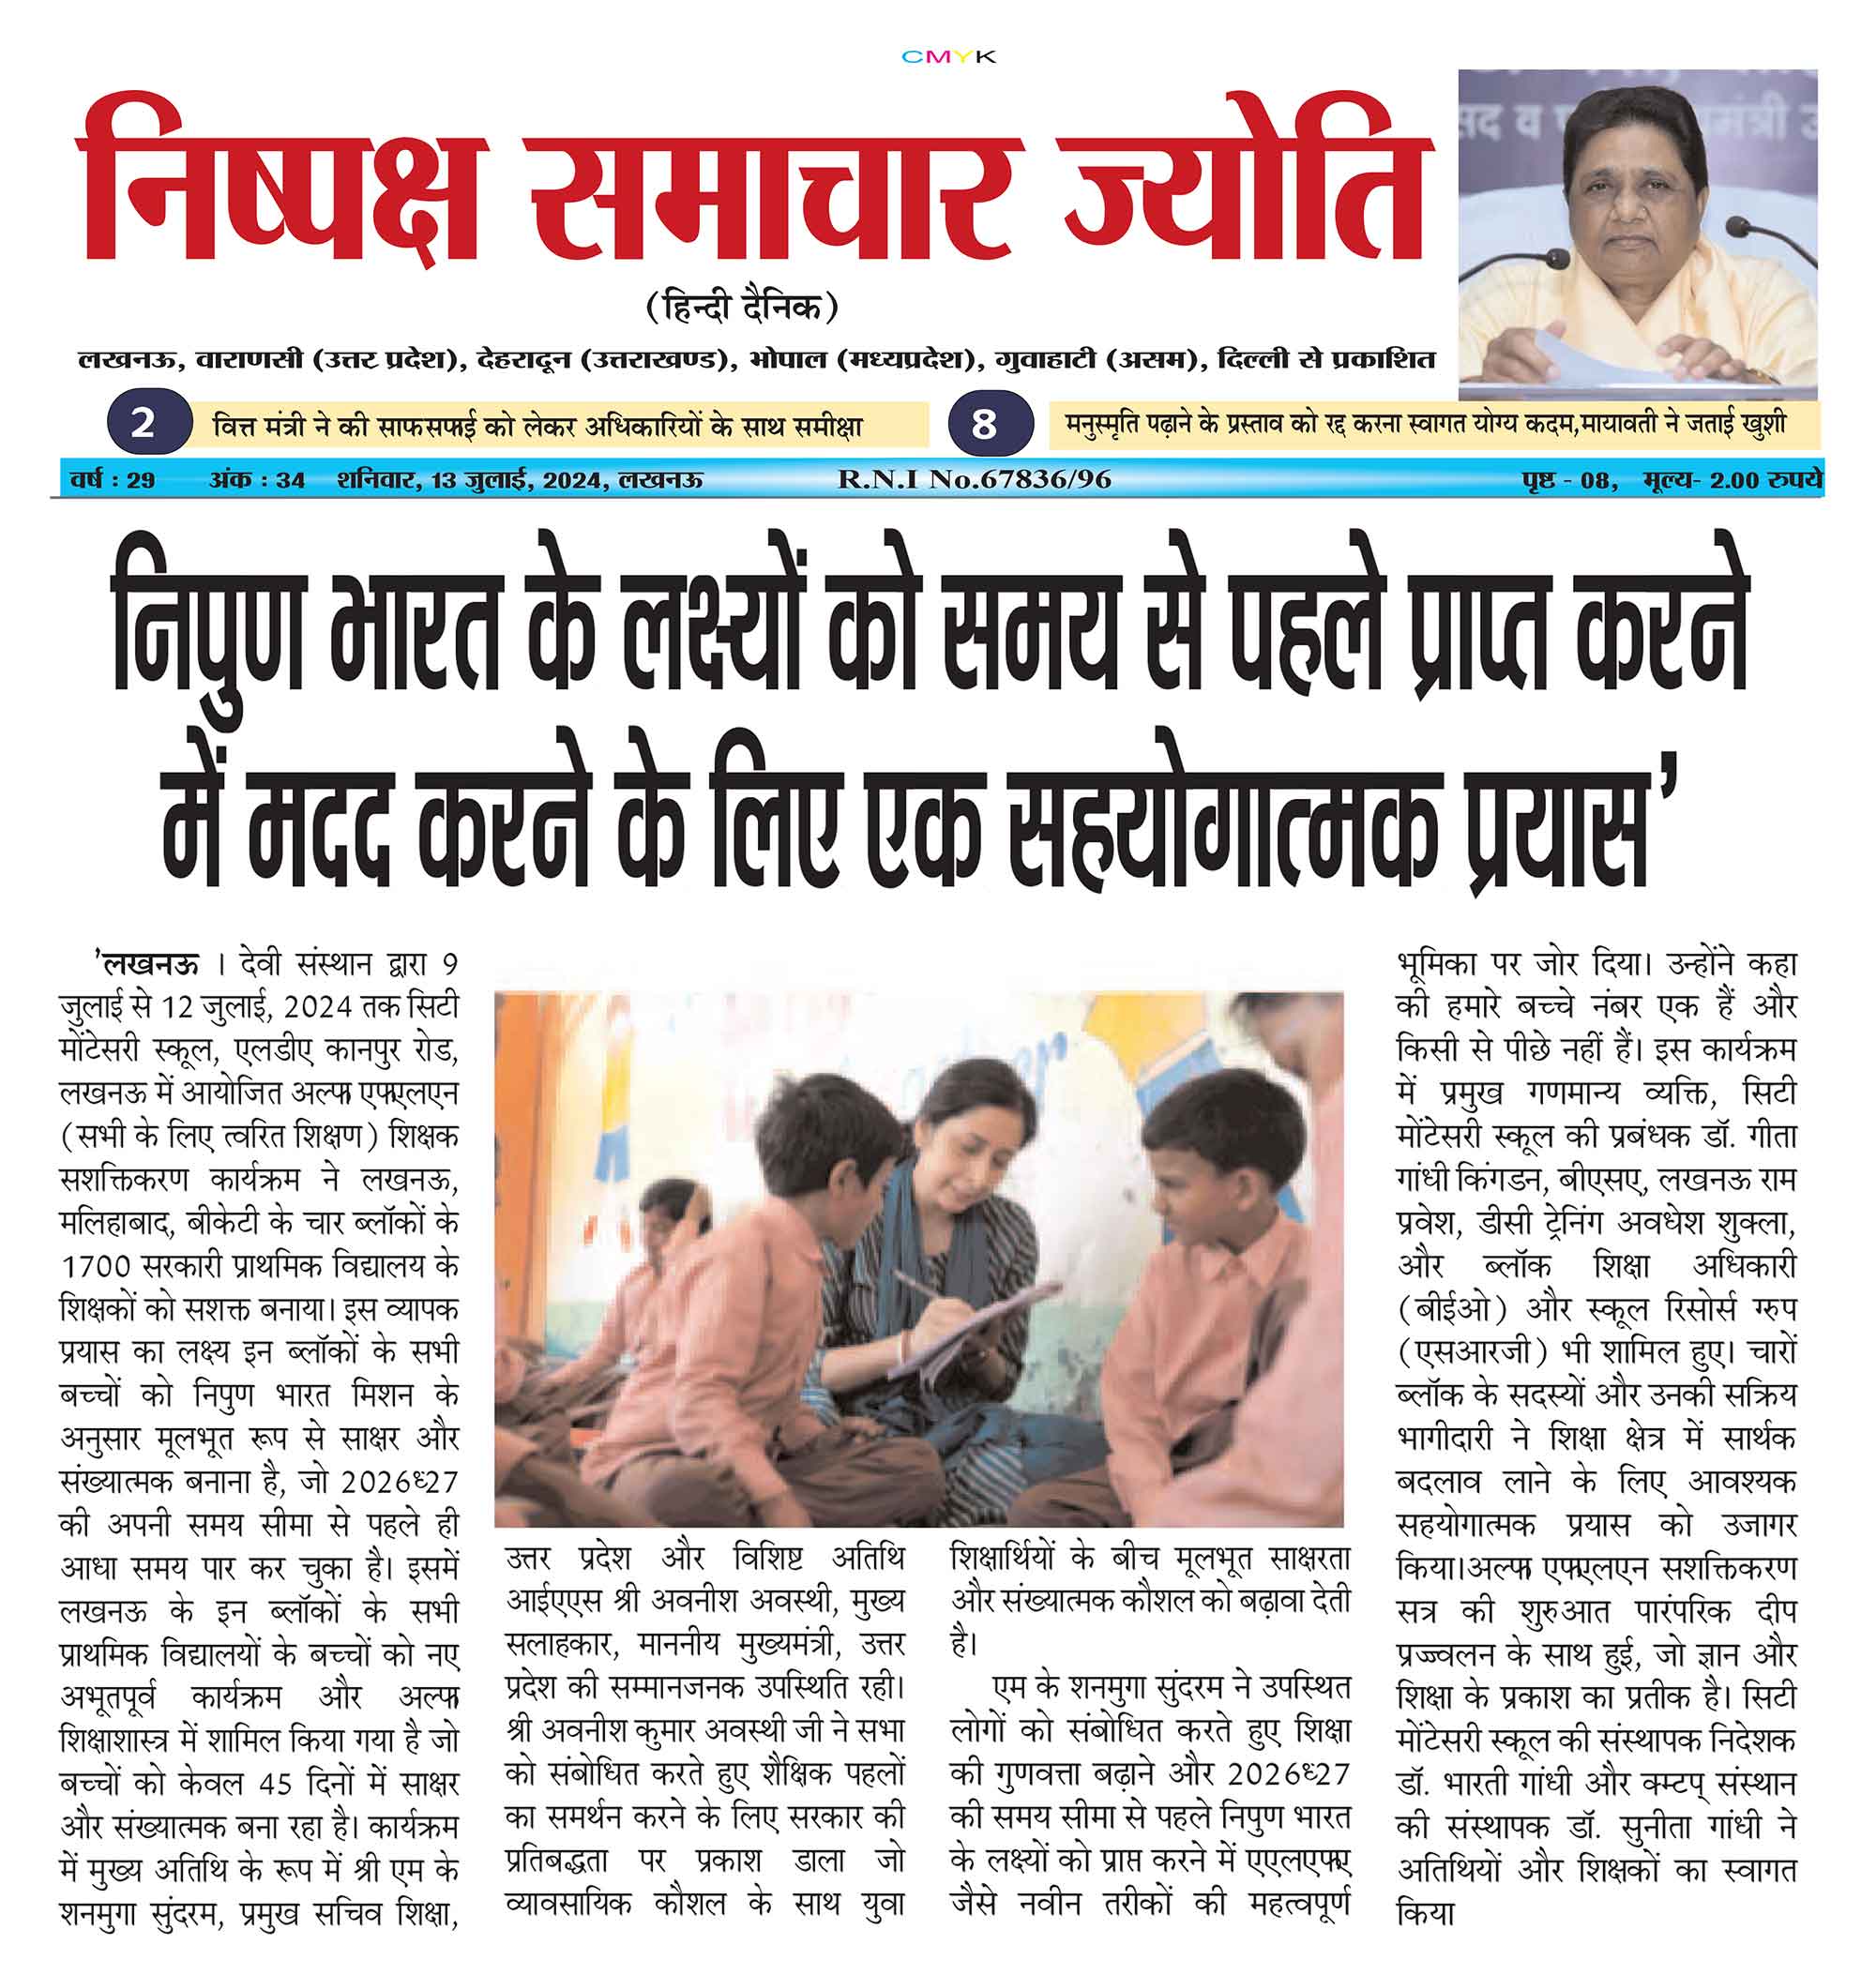 CMYK
निष्पक्ष समाचार ज्योति
(हिन्दी दैनिक)
लखनऊ, वाराणसी (उत्तर प्रदेश), देहरादून (उत्तराखण्ड), भोपाल (मध्यप्रदेश), गुवाहाटी (असम), दिल्ली से प्रकाशित
2 वित्त मंत्री ने की साफसफाई को लेकर अधिकारियों के साथ समीक्षा
8 मनुस्मृति पढ़ाने के प्रस्ताव को रद्द करना स्वागत योग्य कदम,मायावती ने जताई खुशी
वर्ष : 29 अंक : 34 शनिवार, 13 जुलाई, 2024, लखनऊ R.N.I No.67836/96 पृष्ठ - 08, मूल्य- 2.00 रुपये
निपुण भारत के लक्ष्यों को समय से पहले प्राप्त करने
में मदद करने के लिए एक सहयोगात्मक प्रयास'
'लखनऊ । देवी संस्थान द्वारा 9
जुलाई से 12 जुलाई, 2024 तक सिटी
मोंटेसरी स्कूल, एलडीए कानपुर रोड,
लखनऊ में आयोजित अल्फा एफएलएन
(सभी के लिए त्वरित शिक्षण) शिक्षक
सशक्तिकरण कार्यक्रम ने लखनऊ,
मलिहाबाद, बीकेटी के चार ब्लॉकों के
1700 सरकारी प्राथमिक विद्यालय के
शिक्षकों को सशक्त बनाया। इस व्यापक
प्रयास का लक्ष्य इन ब्लॉकों के सभी
बच्चों को निपुण भारत मिशन के
अनुसार मूलभूत रूप से साक्षर और
संख्यात्मक बनाना है, जो 2026ध्27
की अपनी समय सीमा से पहले ही
आधा समय पार कर चुका है। इसमें
लखनऊ के इन ब्लॉकों के सभी
प्राथमिक विद्यालयों के बच्चों को नए
अभूतपूर्व कार्यक्रम और अल्फा
शिक्षाशास्त्र में शामिल किया गया है जो
बच्चों को केवल 45 दिनों में साक्षर
और संख्यात्मक बना रहा है। कार्यक्रम
में मुख्य अतिथि के रूप में श्री एम के
शनमुगा सुंदरम, प्रमुख सचिव शिक्षा,
उत्तर प्रदेश और विशिष्ट अतिथि
आईएएस श्री अवनीश अवस्थी, मुख्य
सलाहकार, माननीय मुख्यमंत्री, उत्तर
प्रदेश की सम्मानजनक उपस्थिति रही।
श्री अवनीश कुमार अवस्थी जी ने सभा
को संबोधित करते हुए शैक्षिक पहलों
का समर्थन करने के लिए सरकार की
प्रतिबद्धता पर प्रकाश डाला जो
व्यावसायिक कौशल के साथ युवा
शिक्षार्थियों के बीच मूलभूत साक्षरता
और संख्यात्मक कौशल को बढ़ावा देती
है।
एम के शनमुगा सुंदरम ने उपस्थित
लोगों को संबोधित करते हुए शिक्षा
की गुणवत्ता बढ़ाने और 2026ध्27
की समय सीमा से पहले निपुण भारत
के लक्ष्यों को प्राप्त करने में एएलएफए
जैसे नवीन तरीकों की महत्वपूर्ण
भूमिका पर जोर दिया। उन्होंने कहा
की हमारे बच्चे नंबर एक हैं और
किसी से पीछे नहीं हैं। इस कार्यक्रम
में प्रमुख गणमान्य व्यक्ति, सिटी
मोंटेसरी स्कूल की प्रबंधक डॉ. गीता
गांधी किंगडन, बीएसए, लखनऊ राम
प्रवेश, डीसी ट्रेनिंग अवधेश शुक्ला,
और ब्लॉक शिक्षा अधिकारी
(बीईओ) और स्कूल रिसोर्स ग्रुप
(एसआरजी) भी शामिल हुए। चारों
ब्लॉक के सदस्यों और उनकी सक्रिय
भागीदारी ने शिक्षा क्षेत्र में सार्थक
बदलाव लाने के लिए आवश्यक
सहयोगात्मक प्रयास को उजागर
किया।अल्फा एफएलएन सशक्तिकरण
सत्र की शुरुआत पारंपरिक दीप
प्रज्ज्वलन के साथ हुई, जो ज्ञान और
शिक्षा के प्रकाश का प्रतीक है। सिटी
मोंटेसरी स्कूल की संस्थापक निदेशक
डॉ. भारती गांधी और क्म्टप् संस्थान
की संस्थापक डॉ. सुनीता गांधी ने
अतिथियों और शिक्षकों का स्वागत
किया